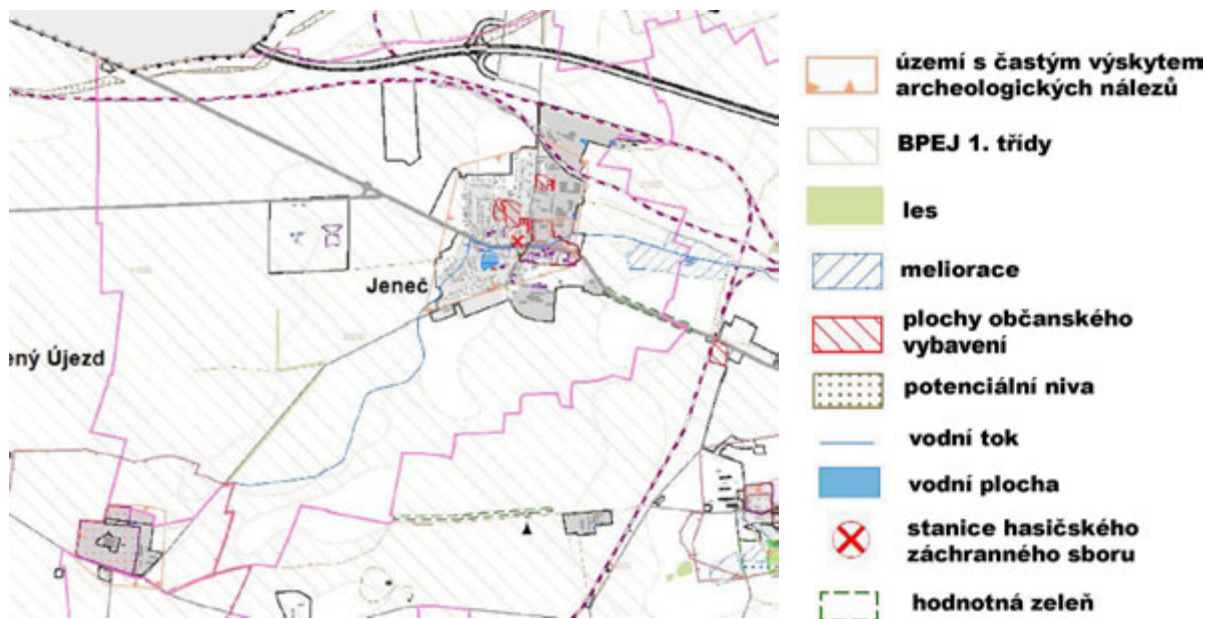 Jeneč
ený Újezd
území s častým výskytem
archeologických nálezů
BPEJ 1. třídy
les
meliorace
plochy občanského
vybavení
potenciální niva
vodní tok
vodní plocha
stanice hasičského
záchranného sboru
hodnotná zeleň